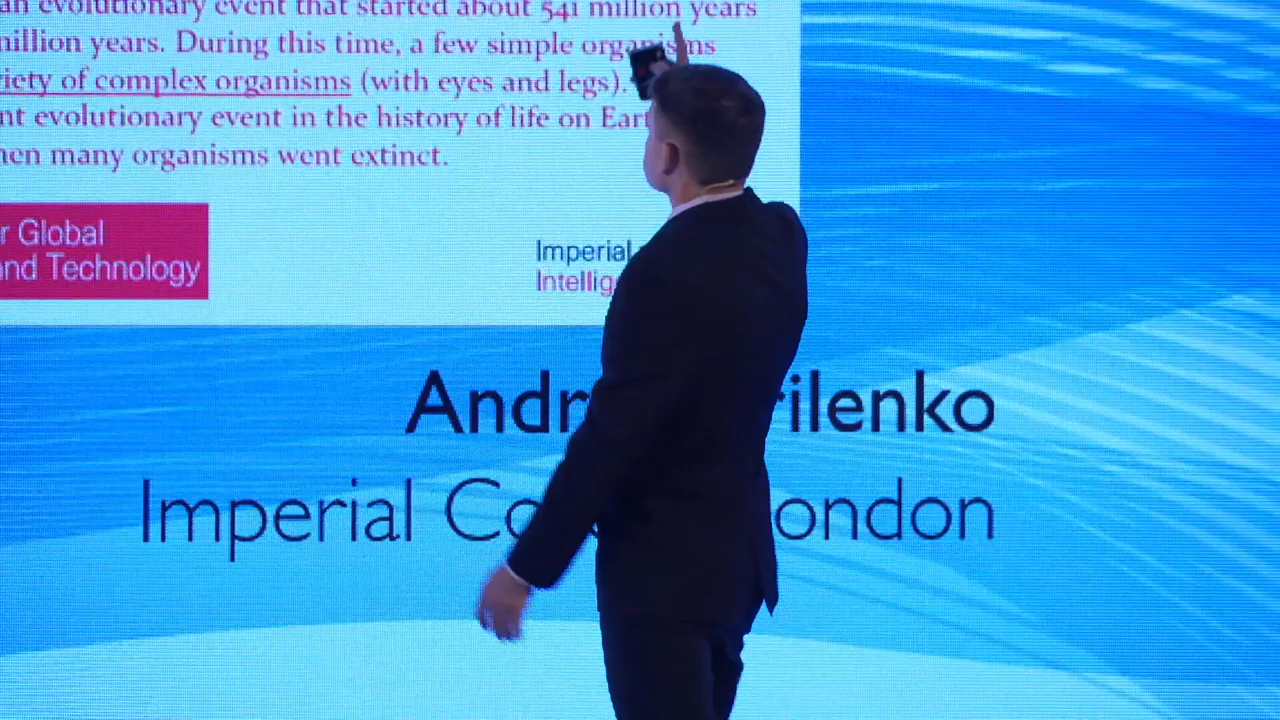 an evolutionary event that started about 541 million years
million years. During this time, a few simple organisms
iety of complex organisms (with eyes and legs).
nt evolutionary event in the history of life on Eart
hen many organisms went extinct.
r Global
and Technology
Imperial
Intellig
Andr rilenko
Imperial Co ondon